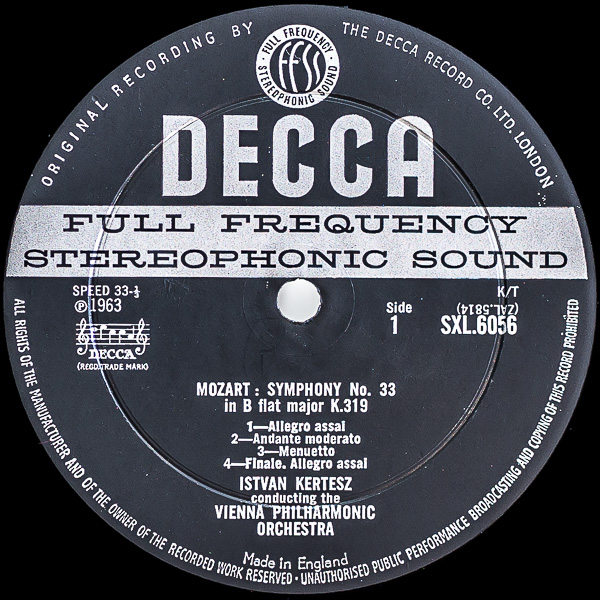 ORIGINAL RECORDING BY
THE DECCA RECORD CO. LTD. LONDON
FULL FREQUENCY
ffss
STEREOPHONIC SOUND
DECCA
FULL FREQUENCY
STEREOPHONIC SOUND
SPEED 33-⅓
℗1963
DECCA
(REGD. TRADE MARK)
K/T
(ZAL.5814)
Side
1
SXL.6056
MOZART: SYMPHONY No. 33
in B flat major K.319
1—Allegro assai
2—Andante moderato
3—Menuetto
4—Finale. Allegro assai
ISTVAN KERTESZ
conducting the
VIENNA PHILHARMONIC
ORCHESTRA
Made in England
ALL RIGHTS OF THE MANUFACTURER AND OF THE OWNER OF THE RECORDED WORK RESERVED · UNAUTHORISED PUBLIC PERFORMANCE BROADCASTING AND COPYING OF THIS RECORD PROHIBITED